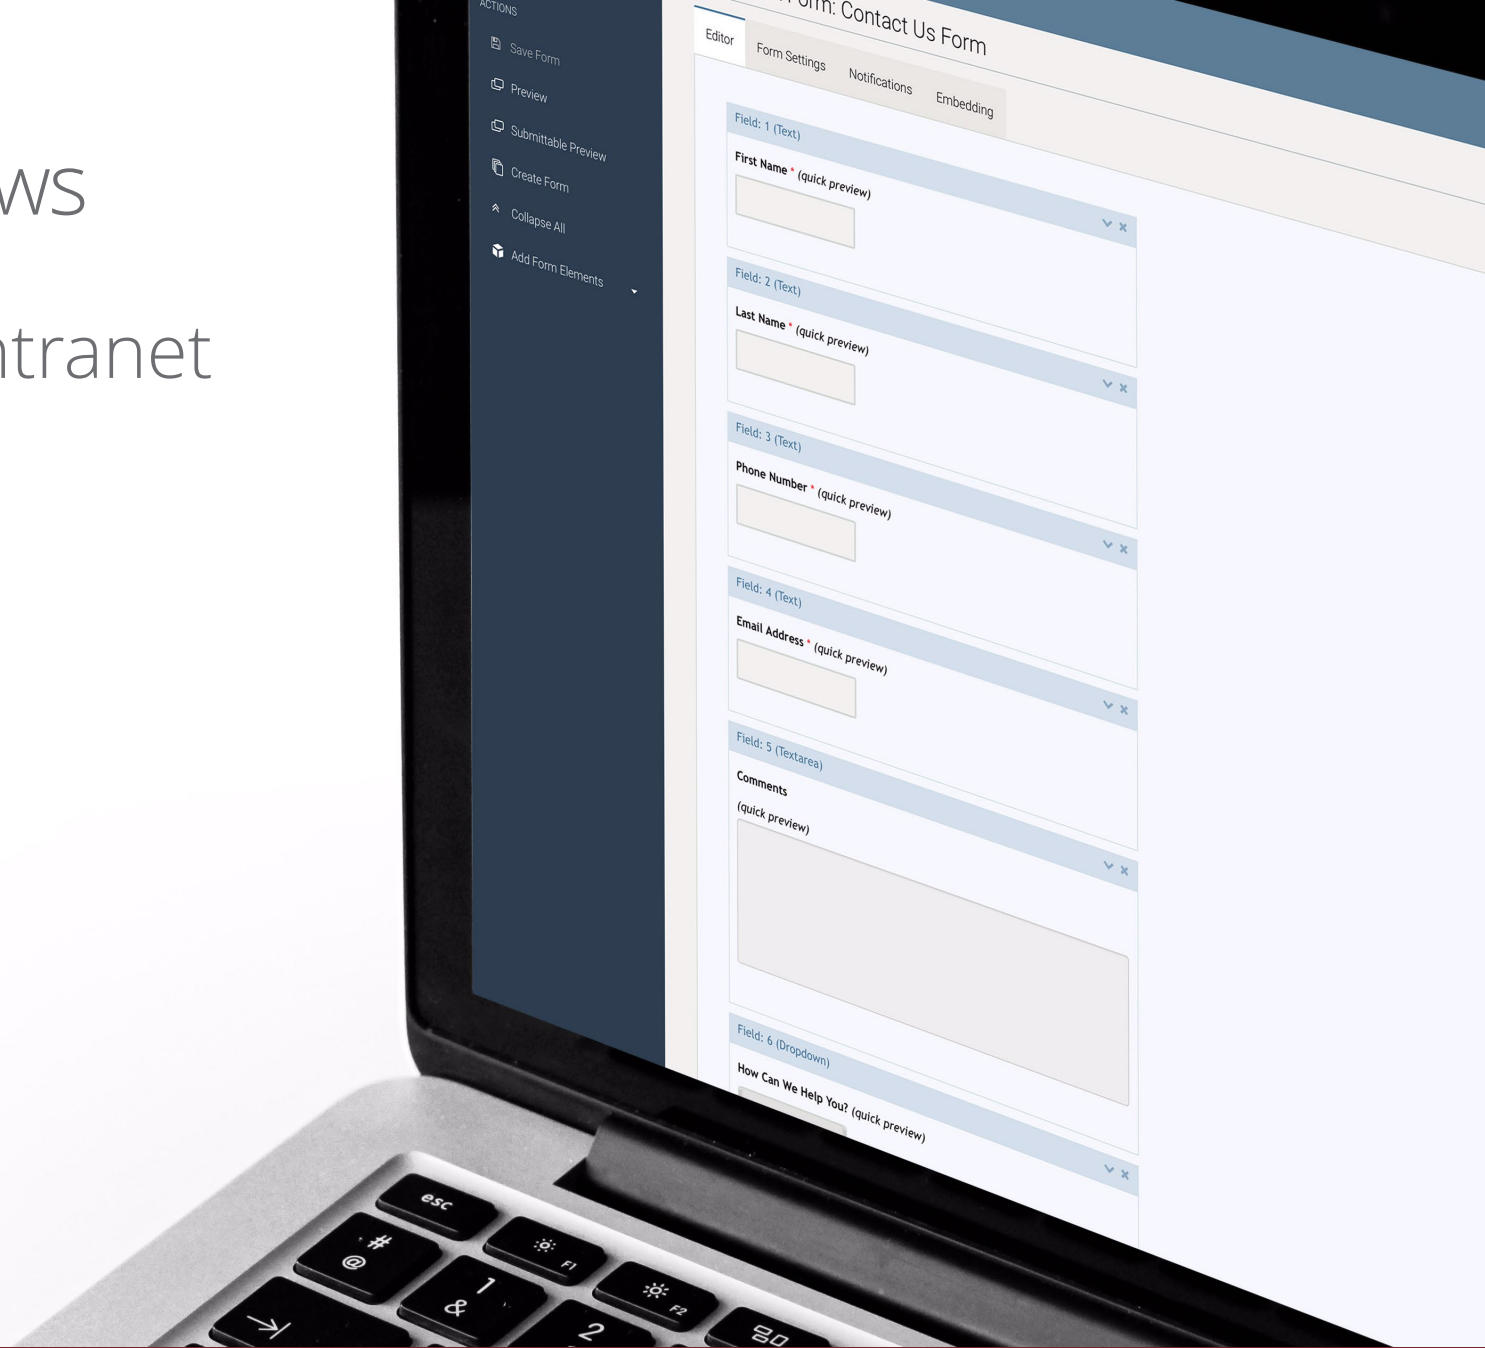 ws
ntranet
ACTIONS
Save Form
Preview
Submittable Preview
Create Form
Collapse All
Add Form Elements
Form: Contact Us Form
Editor
Form Settings
Notifications
Embedding
Field: 1 (Text)
First Name * (quick preview)
Field: 2 (Text)
Last Name * (quick preview)
Field: 3 (Text)
Phone Number * (quick preview)
Field: 4 (Text)
Email Address * (quick preview)
Field: 5 (Textarea)
Comments
(quick preview)
Field: 6 (Dropdown)
How Can We Help You? (quick preview)
esc
#
@
F1
1
&
F2
2